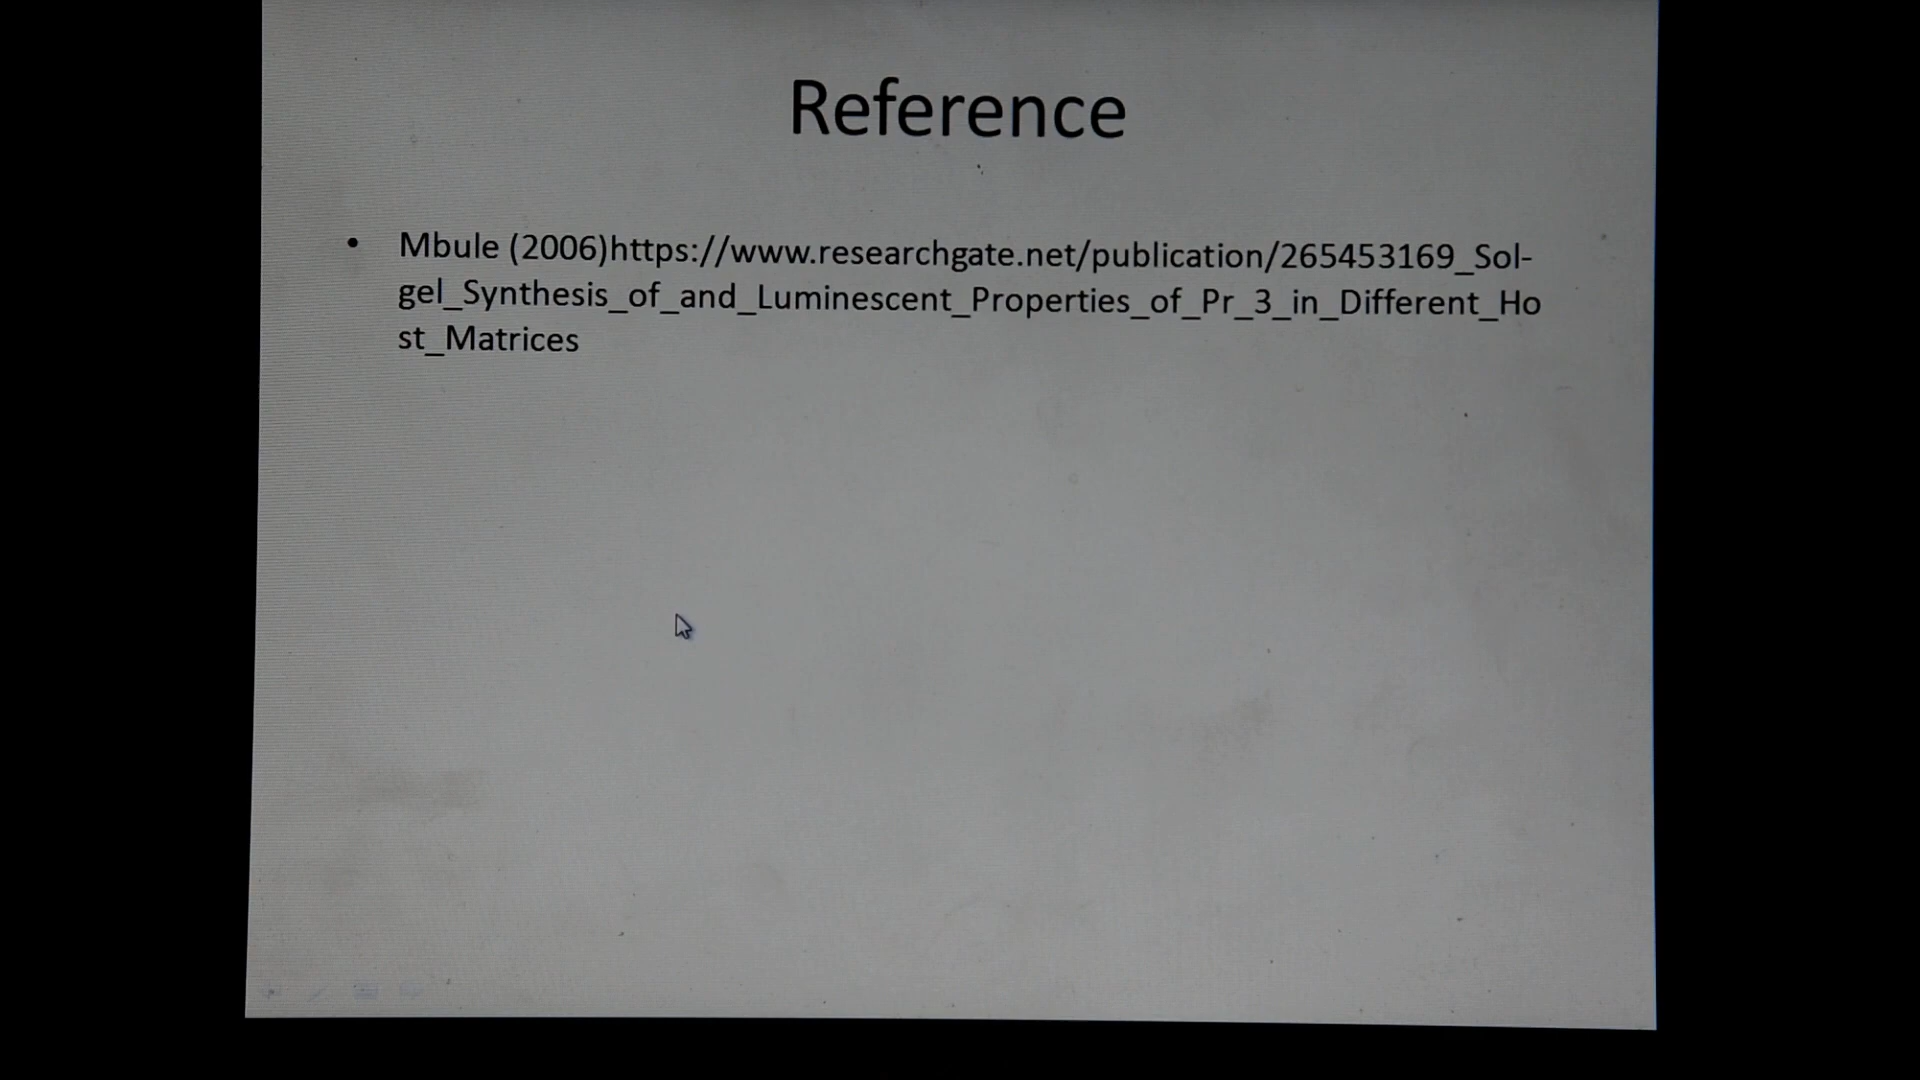 Reference
• Mbule (2006)https://www.researchgate.net/publication/265453169_Sol-
gel_Synthesis_of_and_Luminescent_Properties_of_Pr_3_in_Different_Ho
st_Matrices